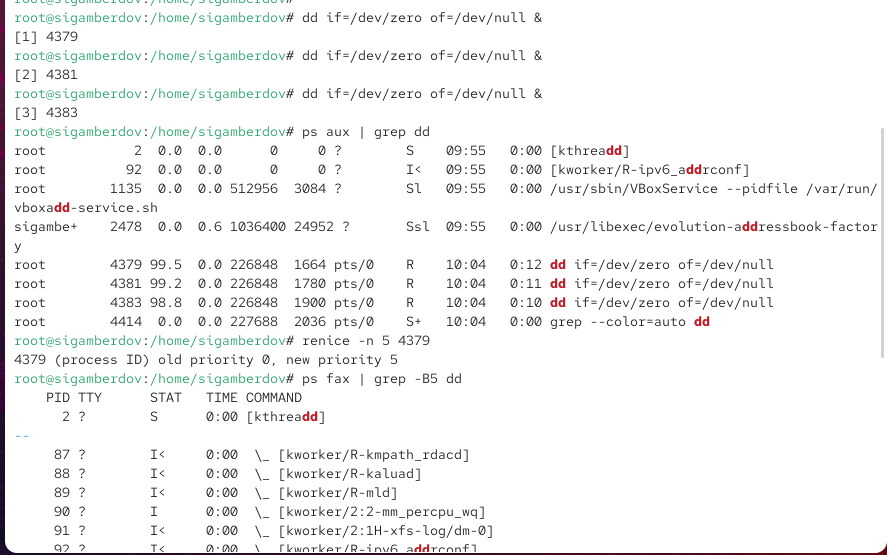 root@sigamberdov:/home/sigamberdov# dd if=/dev/zero of=/dev/null &
[1] 4379
root@sigamberdov:/home/sigamberdov# dd if=/dev/zero of=/dev/null &
[2] 4381
root@sigamberdov:/home/sigamberdov# dd if=/dev/zero of=/dev/null &
[3] 4383
root@sigamberdov:/home/sigamberdov# ps aux | grep dd
root           2  0.0  0.0      0     0 ?        S    09:55   0:00 [kthreadd]
root          92  0.0  0.0      0     0 ?        I<   09:55   0:00 [kworker/R-ipv6_addrconf]
root        1135  0.0  0.0 512956  3084 ?        Sl   09:55   0:00 /usr/sbin/VBoxService --pidfile /var/run/
vboxadd-service.sh
sigambe+    2478  0.0  0.6 1036400 24952 ?       Ssl  09:55   0:00 /usr/libexec/evolution-addressbook-factor
y
root        4379 99.5  0.0 226848  1664 pts/0    R    10:04   0:12 dd if=/dev/zero of=/dev/null
root        4381 99.2  0.0 226848  1780 pts/0    R    10:04   0:11 dd if=/dev/zero of=/dev/null
root        4383 98.8  0.0 226848  1900 pts/0    R    10:04   0:10 dd if=/dev/zero of=/dev/null
root        4414  0.0  0.0 227688  2036 pts/0    S+   10:04   0:00 grep --color=auto dd
root@sigamberdov:/home/sigamberdov# renice -n 5 4379
4379 (process ID) old priority 0, new priority 5
root@sigamberdov:/home/sigamberdov# ps fax | grep -B5 dd
    PID TTY      STAT   TIME COMMAND
      2 ?        S      0:00 [kthreadd]
--
     87 ?        I<     0:00  \_ [kworker/R-kmpath_rdacd]
     88 ?        I<     0:00  \_ [kworker/R-kaluad]
     89 ?        I<     0:00  \_ [kworker/R-mld]
     90 ?        I      0:00  \_ [kworker/2:2-mm_percpu_wq]
     91 ?        I<     0:00  \_ [kworker/2:1H-xfs-log/dm-0]
     92 ?        I<     0:00  \_ [kworker/R-ipv6_addrconf]